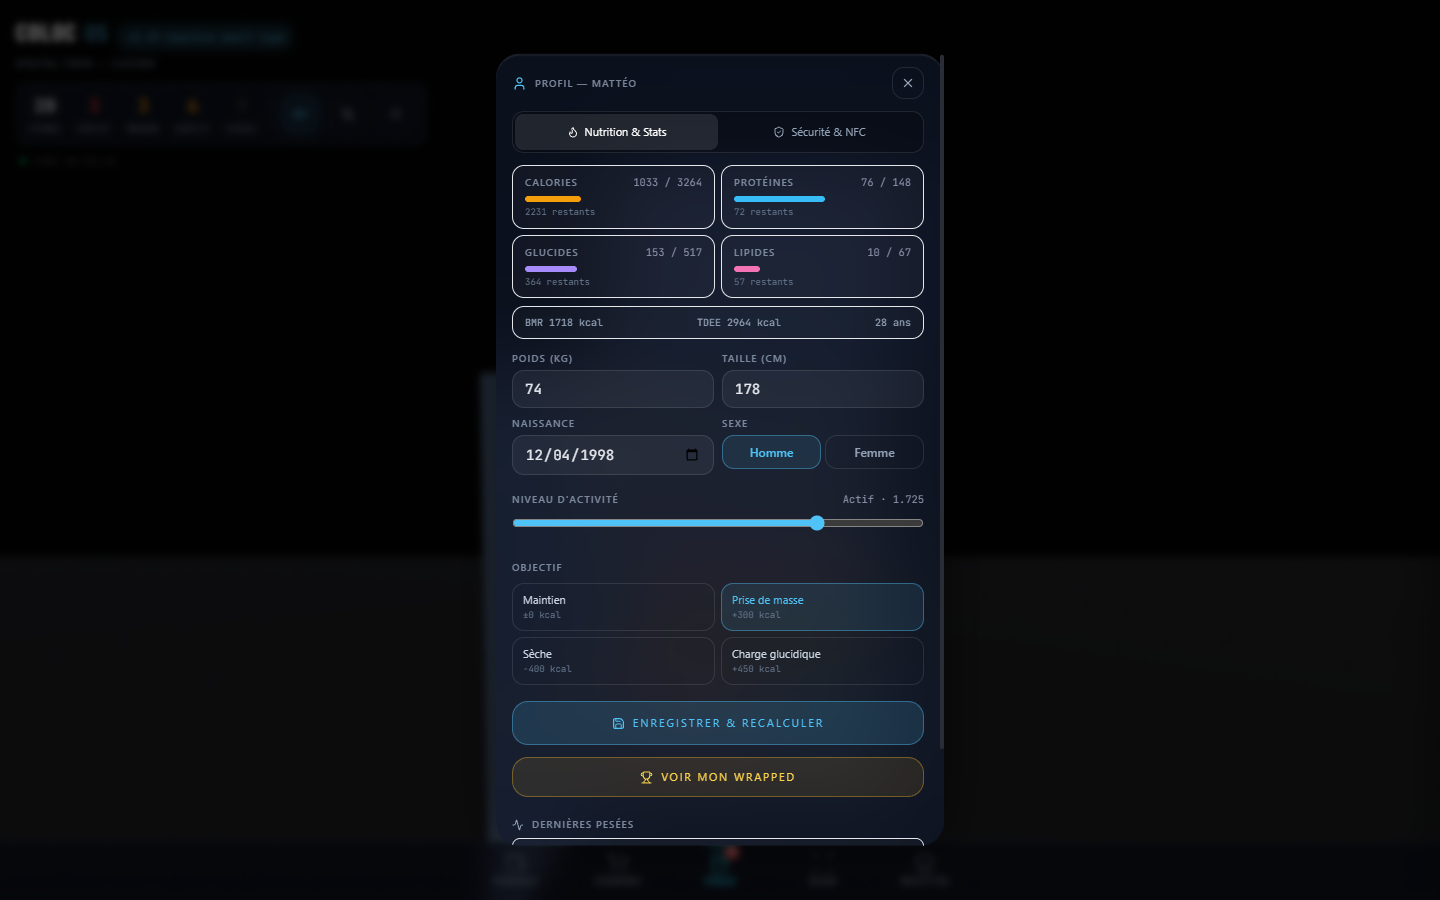 COLOC
PROFIL — MATTÉO
Nutrition & Stats
Sécurité & NFC
CALORIES 1033 / 3264
2231 restants
PROTÉINES 76 / 148
72 restants
GLUCIDES 153 / 517
364 restants
LIPIDES 10 / 67
57 restants
BMR 1718 kcal TDEE 2964 kcal 28 ans
POIDS (KG)
74
TAILLE (CM)
178
NAISSANCE
12/04/1998
SEXE
Homme
Femme
NIVEAU D'ACTIVITÉ Actif · 1.725
OBJECTIF
Maintien
±0 kcal
Prise de masse
+300 kcal
Sèche
-400 kcal
Charge glucidique
+450 kcal
ENREGISTRER & RECALCULER
VOIR MON WRAPPED
DERNIÈRES PESÉES